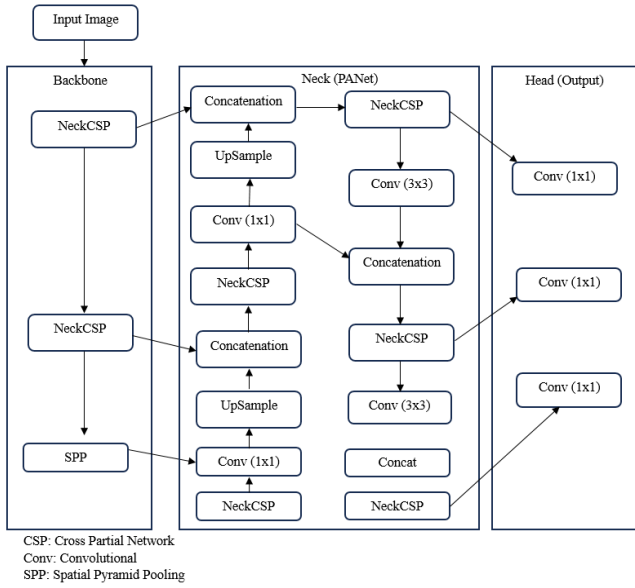 Input Image
Backbone
NeckCSP
NeckCSP
SPP
Neck (PANet)
Concatenation
UpSample
Conv (1x1)
NeckCSP
Concatenation
UpSample
Conv (1x1)
NeckCSP
NeckCSP
Conv (3x3)
Concatenation
NeckCSP
Conv (3x3)
Concat
NeckCSP
Head (Output)
Conv (1x1)
Conv (1x1)
Conv (1x1)
CSP: Cross Partial Network
Conv: Convolutional
SPP: Spatial Pyramid Pooling